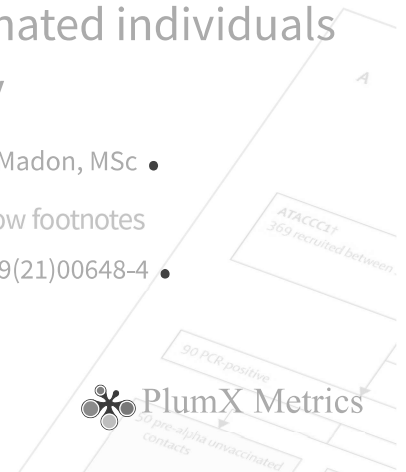 nated individuals
y
Madon, MSc •
ow footnotes
9(21)00648-4 •
A
ATACCC1†
369 recruited between
90 PCR-positive
PlumX Metrics
50 pre-alpha unvaccinated
contacts